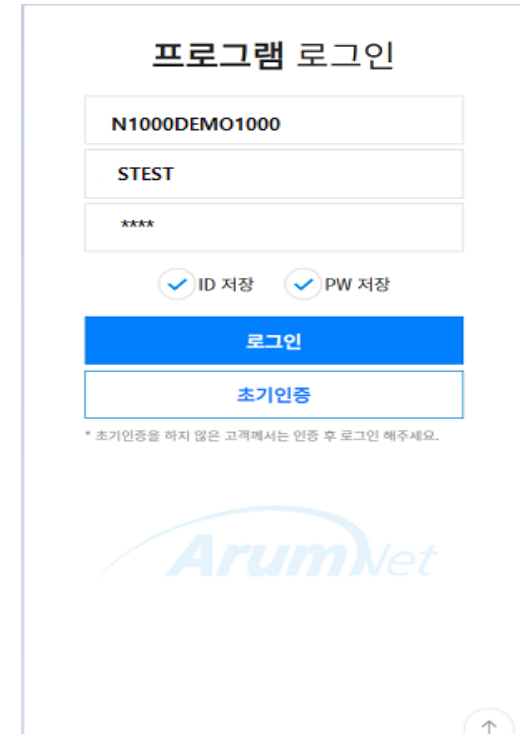 프로그램 로그인
N1000DEMO1000
STEST
****
ID 저장 PW 저장
로그인
초기인증
* 초기인증을 하지 않은 고객께서는 인증 후 로그인 해주세요.
ArumNet